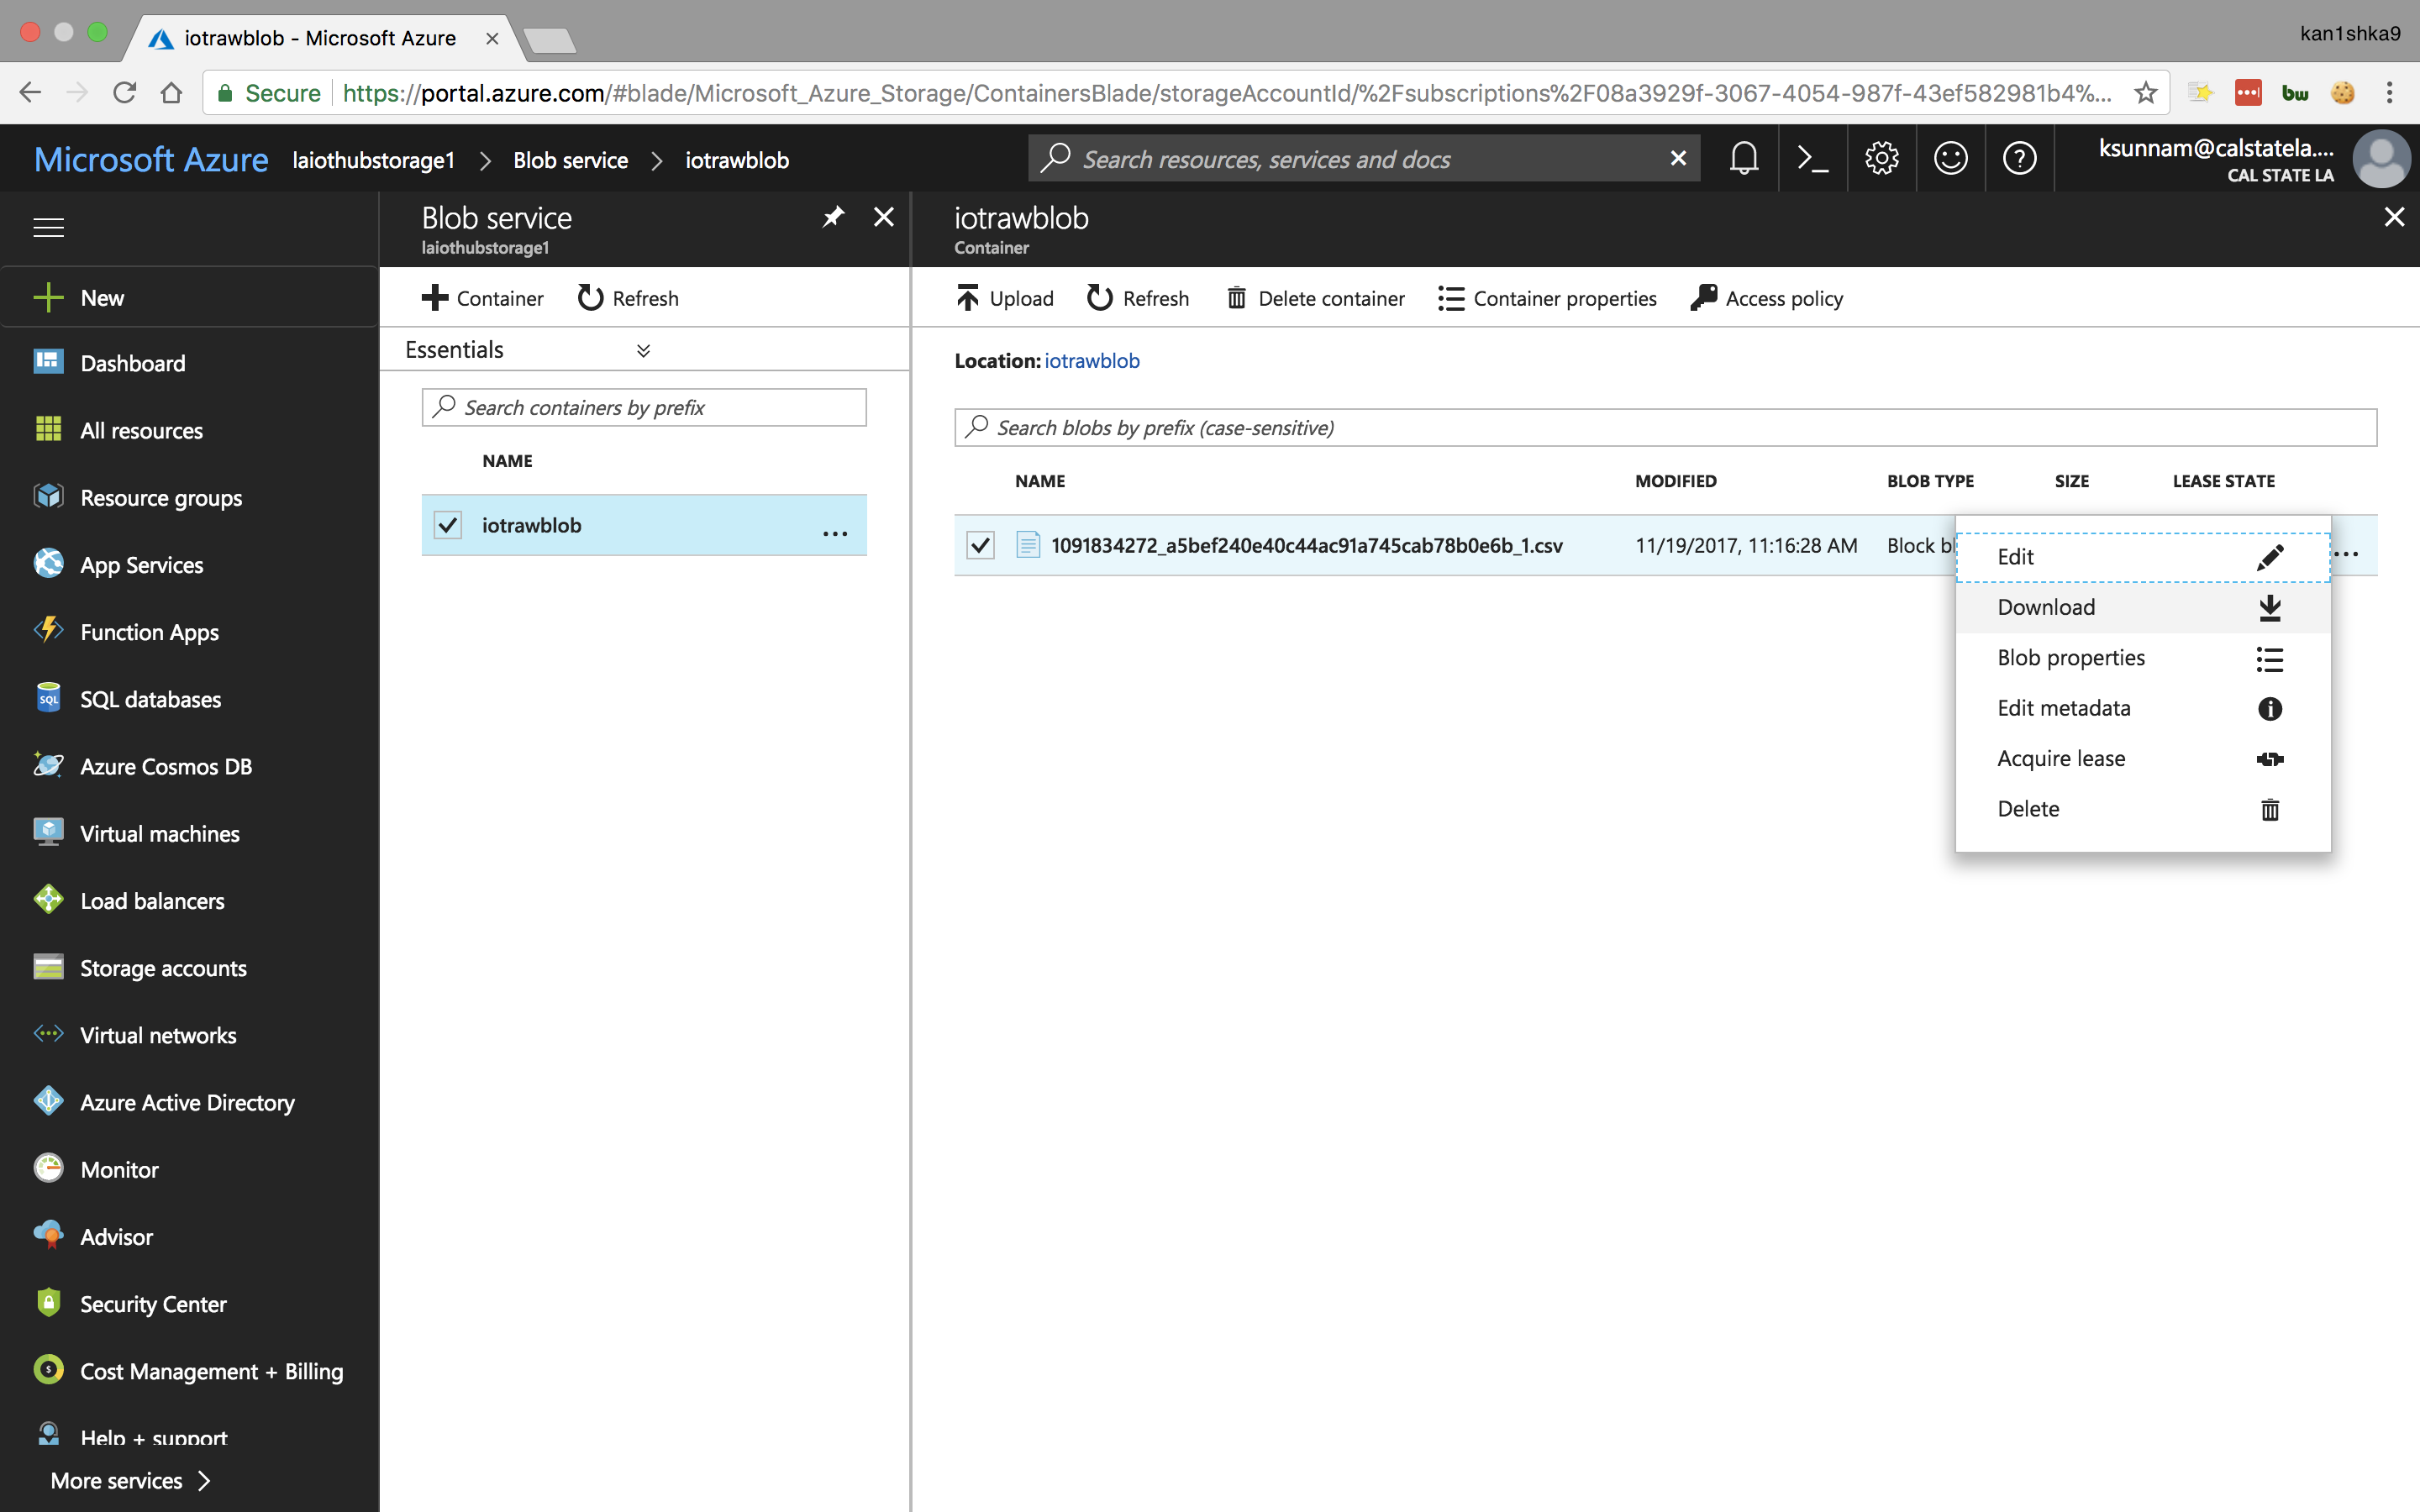 iotrawblob - Microsoft Azure
kan1shka9
Secure
https://portal.azure.com/#blade/Microsoft_Azure_Storage/ContainersBlade/storageAccountId/%2Fsubscriptions%2F08a3929f-3067-4054-987f-43ef582981b4%...
bw
Microsoft Azure
laiothubstorage1 > Blob service > iotrawblob
Search resources, services and docs
ksunnam@calstatela....
CAL STATE LA
New
Dashboard
All resources
Resource groups
App Services
Function Apps
SQL
SQL databases
Azure Cosmos DB
Virtual machines
Load balancers
Storage accounts
Virtual networks
Azure Active Directory
Monitor
Advisor
Security Center
Cost Management + Billing
Help + support
More services >
Blob service
laiothubstorage1
Container
Refresh
Essentials
Search containers by prefix
NAME
iotrawblob
...
iotrawblob
Container
Upload
Refresh
Delete container
Container properties
Access policy
Location: iotrawblob
Search blobs by prefix (case-sensitive)
NAME MODIFIED BLOB TYPE SIZE LEASE STATE
1091834272_a5bef240e40c44ac91a745cab78b0e6b_1.csv 11/19/2017, 11:16:28 AM Block bl ...
Edit
Download
Blob properties
Edit metadata
Acquire lease
Delete